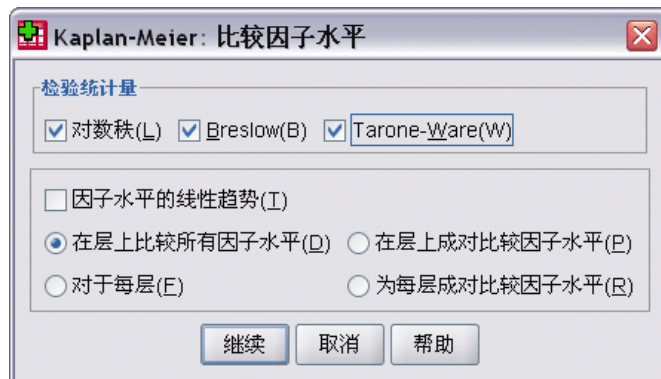 Kaplan-Meier: 比较因子水平
检验统计量
对数秩(L) Breslow(B) Tarone-Ware(W)
因子水平的线性趋势(T)
在层上比较所有因子水平(D) 在层上成对比较因子水平(P)
对于每层(F) 为每层成对比较因子水平(R)
继续 取消 帮助